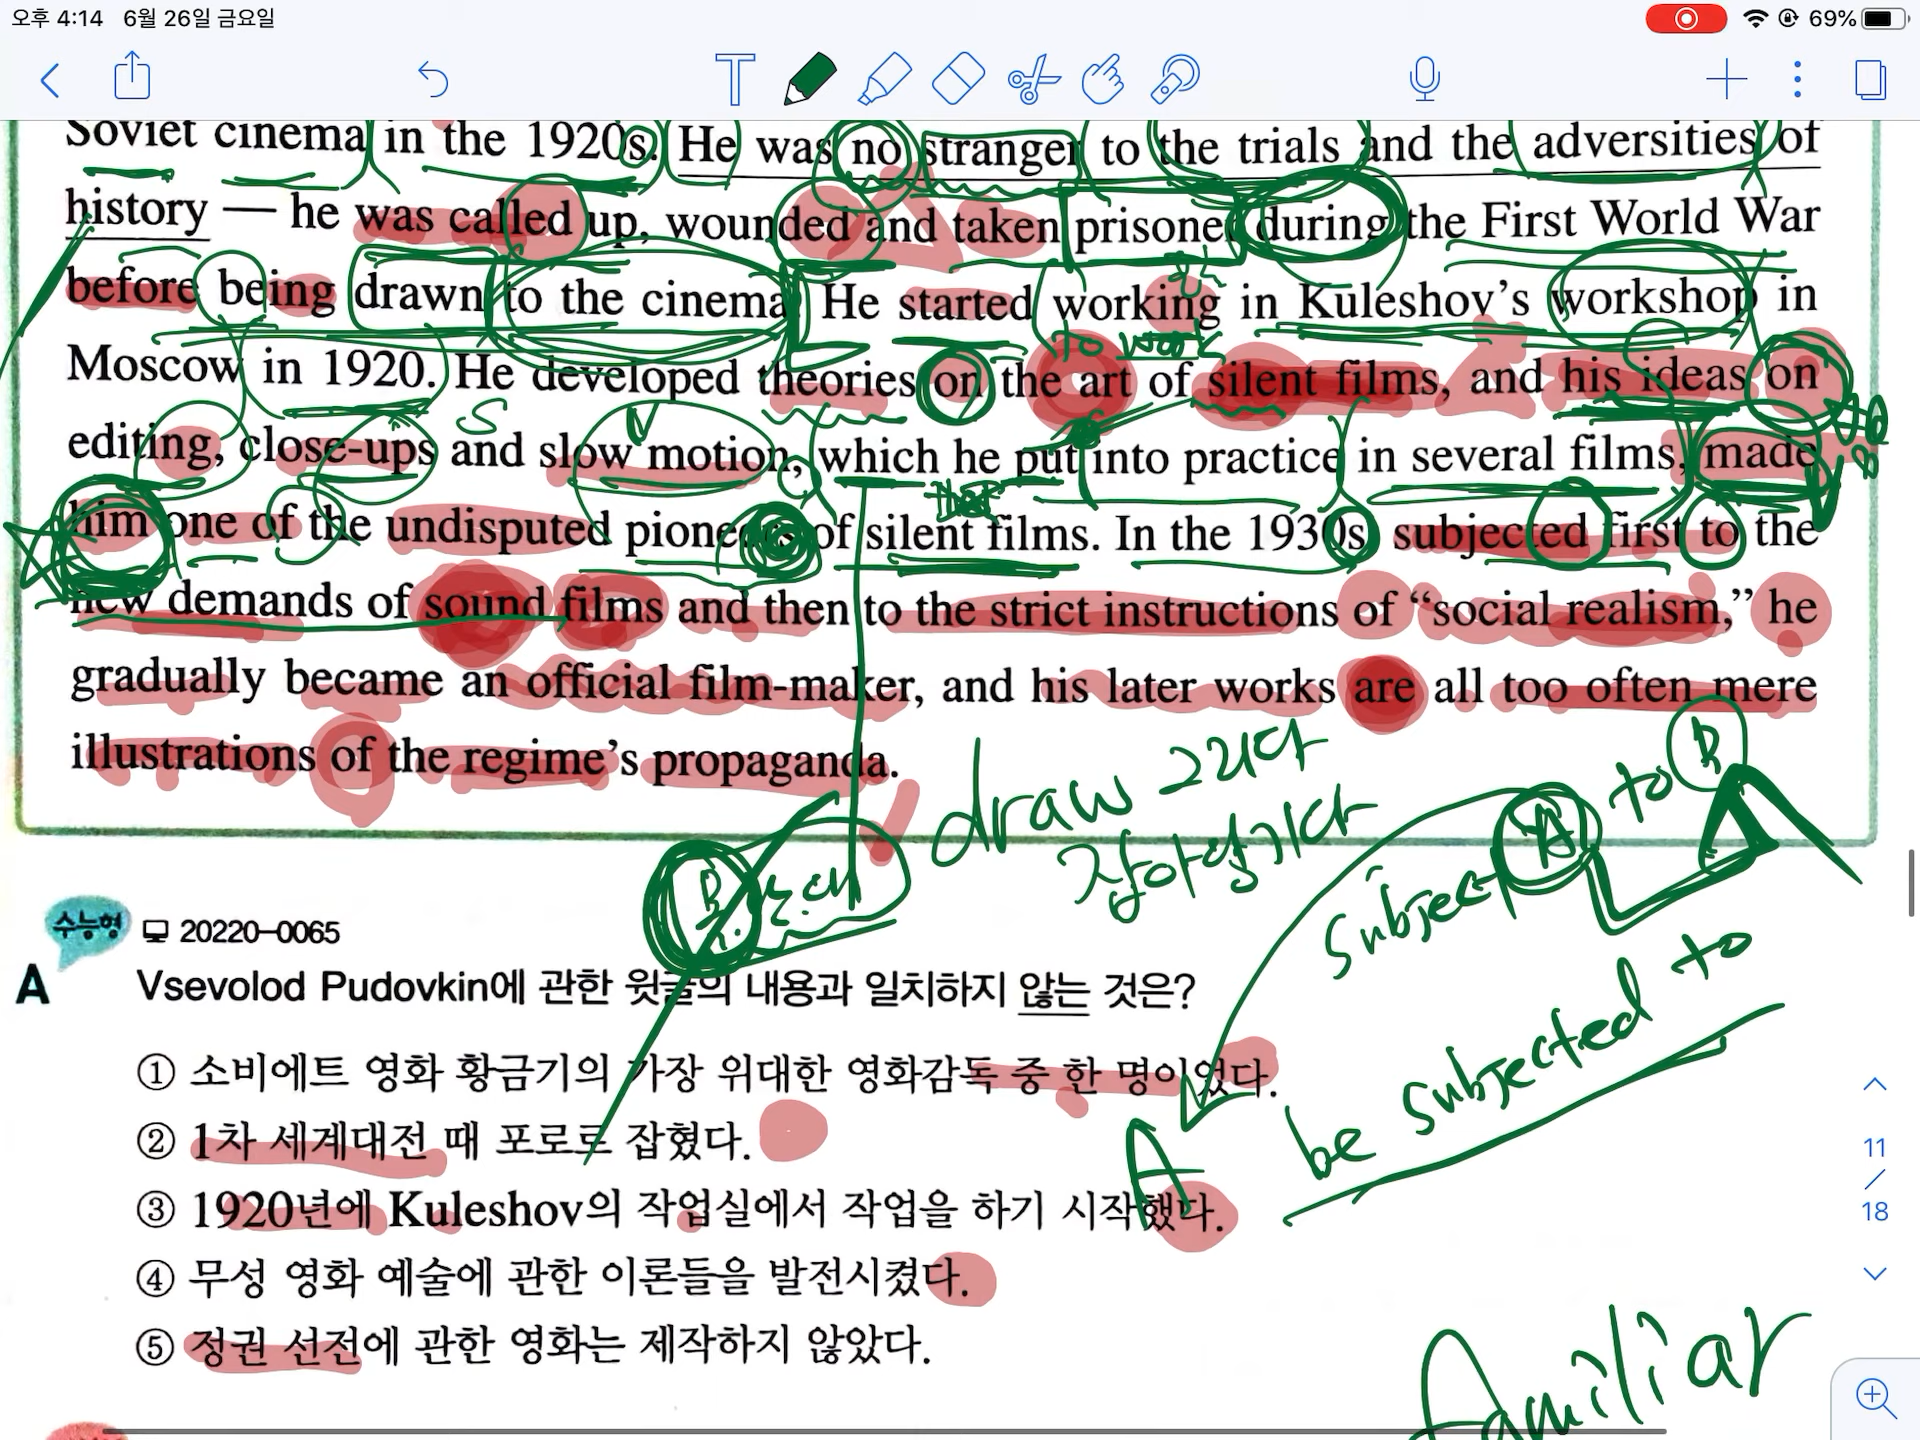 오후 4:14 6월 26일 금요일 69%
Soviet cinema in the 1920s. He was no stranger to the trials and the adversities of
history — he was called up, wounded and taken prisoner during the First World War
before being drawn to the cinema. He started working in Kuleshov's workshop in
to work
Moscow in 1920. He developed theories on the art of silent films, and his ideas on
S V
editing, close-ups and slow motion, which he put into practice in several films, made
him one of the undisputed pioneers of silent films. In the 1930s, subjected first to the
new demands of sound films and then to the strict instructions of “social realism,” he
gradually became an official film-maker, and his later works are all too often mere
illustrations of the regime's propaganda.
draw 그리다
잡아당기다
subject A to B
be subjected to
A
수능형 20220-0065
A Vsevolod Pudovkin에 관한 윗글의 내용과 일치하지 않는 것은?
① 소비에트 영화 황금기의 가장 위대한 영화감독 중 한 명이었다.
② 1차 세계대전 때 포로로 잡혔다.
③ 1920년에 Kuleshov의 작업실에서 작업을 하기 시작했다.
④ 무성 영화 예술에 관한 이론들을 발전시켰다.
⑤ 정권 선전에 관한 영화는 제작하지 않았다.
familiar
11
/
18